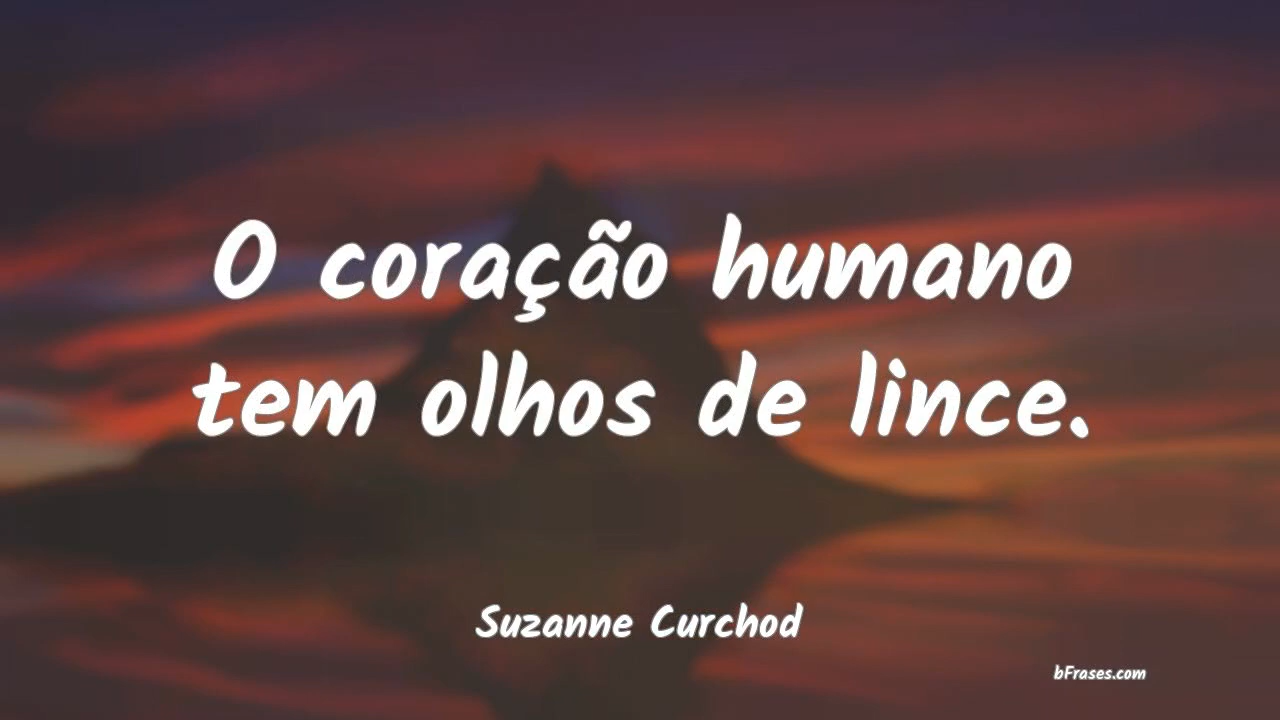 O coração humano
tem olhos de lince.
Suzanne Curchod
bFrases.com